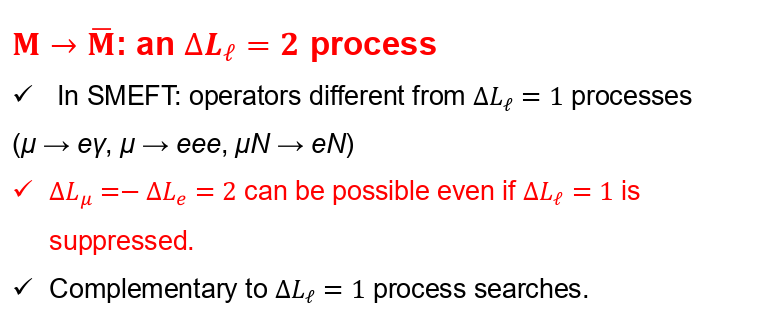 M → M̅: an ΔL_ℓ = 2 process
✓ In SMEFT: operators different from ΔL_ℓ = 1 processes
(μ → eγ, μ → eee, μN → eN)
✓ ΔL_μ =− ΔL_e = 2 can be possible even if ΔL_ℓ = 1 is
suppressed.
✓ Complementary to ΔL_ℓ = 1 process searches.